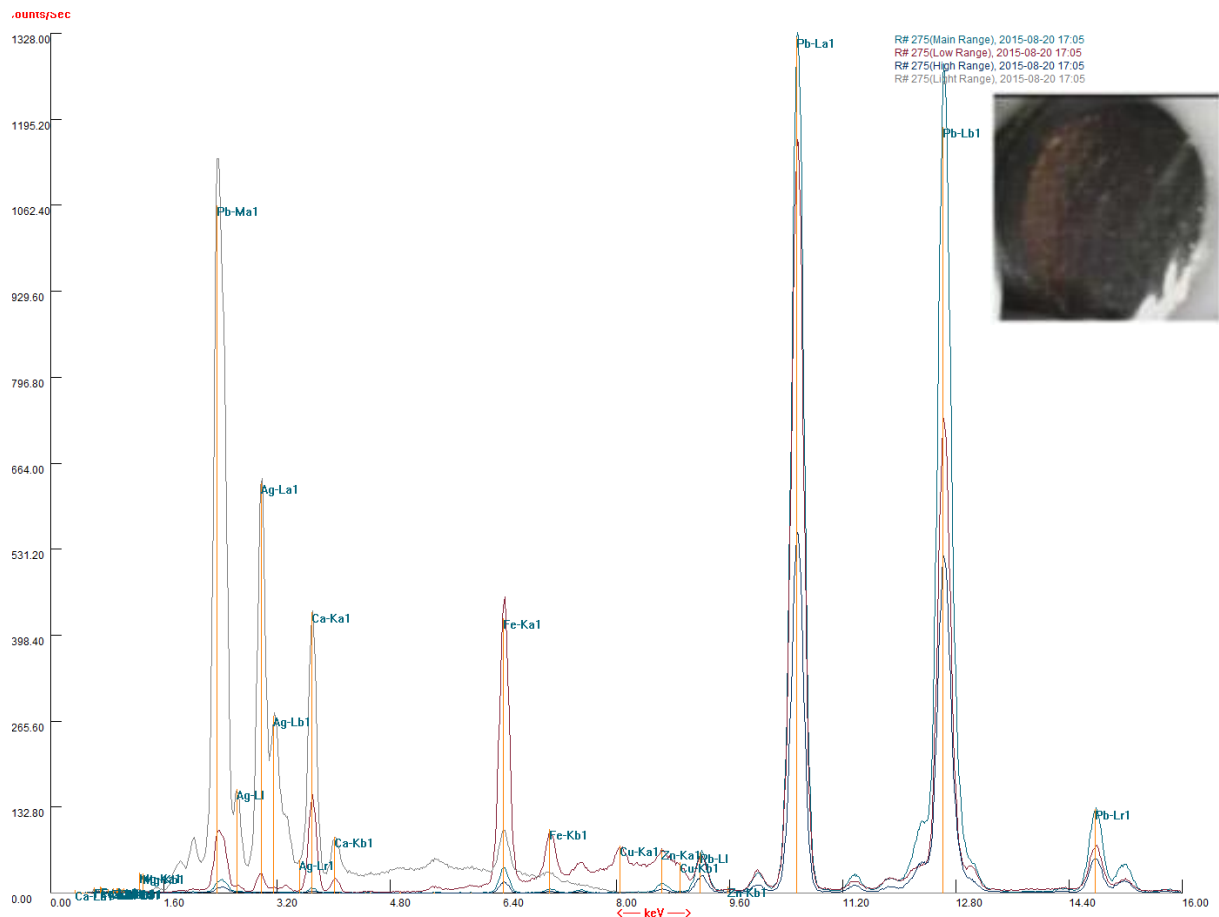 ounts/Sec
1328.00
R# 275(Main Range), 2015-08-20 17:05
R# 275(Low Range), 2015-08-20 17:05
R# 275(High Range), 2015-08-20 17:05
R# 275(Light Range), 2015-08-20 17:05
Pb-La1
1195.20
Pb-Lb1
1062.40
Pb-Ma1
929.60
796.80
664.00
Ag-La1
531.20
398.40
Ca-Ka1
Fe-Ka1
265.60
Ag-Lb1
132.80
Ag-Ll
Pb-Lr1
Ca-Kb1
Fe-Kb1
Cu-Ka1
Zn-Ka1
Pb-Ll
Ag-Lr1
Cu-Kb1
Zn-Kb1
0.00
0.00 1.60 3.20 4.80 6.40 8.00 9.60 11.20 12.80 14.40 16.00
<-- keV -->